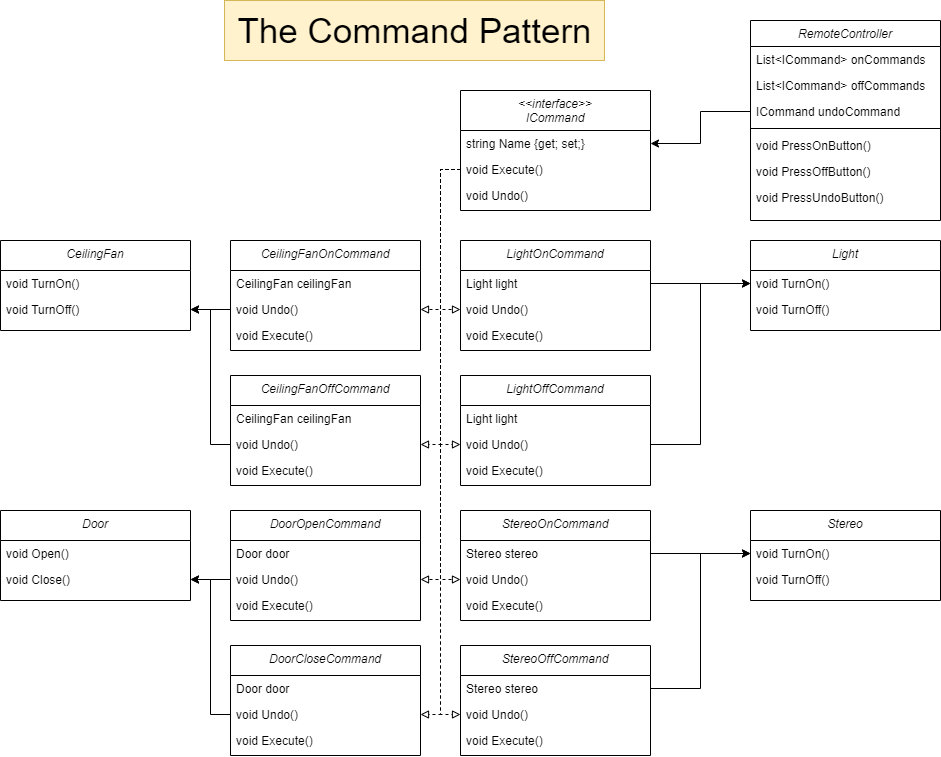 The Command Pattern
RemoteController
List<ICommand> onCommands
List<ICommand> offCommands
ICommand undoCommand
void PressOnButton()
void PressOffButton()
void PressUndoButton()
<<interface>>
ICommand
string Name {get; set;}
void Execute()
void Undo()
CeilingFan
void TurnOn()
void TurnOff()
CeilingFanOnCommand
CeilingFan ceilingFan
void Undo()
void Execute()
LightOnCommand
Light light
void Undo()
void Execute()
Light
void TurnOn()
void TurnOff()
CeilingFanOffCommand
CeilingFan ceilingFan
void Undo()
void Execute()
LightOffCommand
Light light
void Undo()
void Execute()
Door
void Open()
void Close()
DoorOpenCommand
Door door
void Undo()
void Execute()
StereoOnCommand
Stereo stereo
void Undo()
void Execute()
Stereo
void TurnOn()
void TurnOff()
DoorCloseCommand
Door door
void Undo()
void Execute()
StereoOffCommand
Stereo stereo
void Undo()
void Execute()